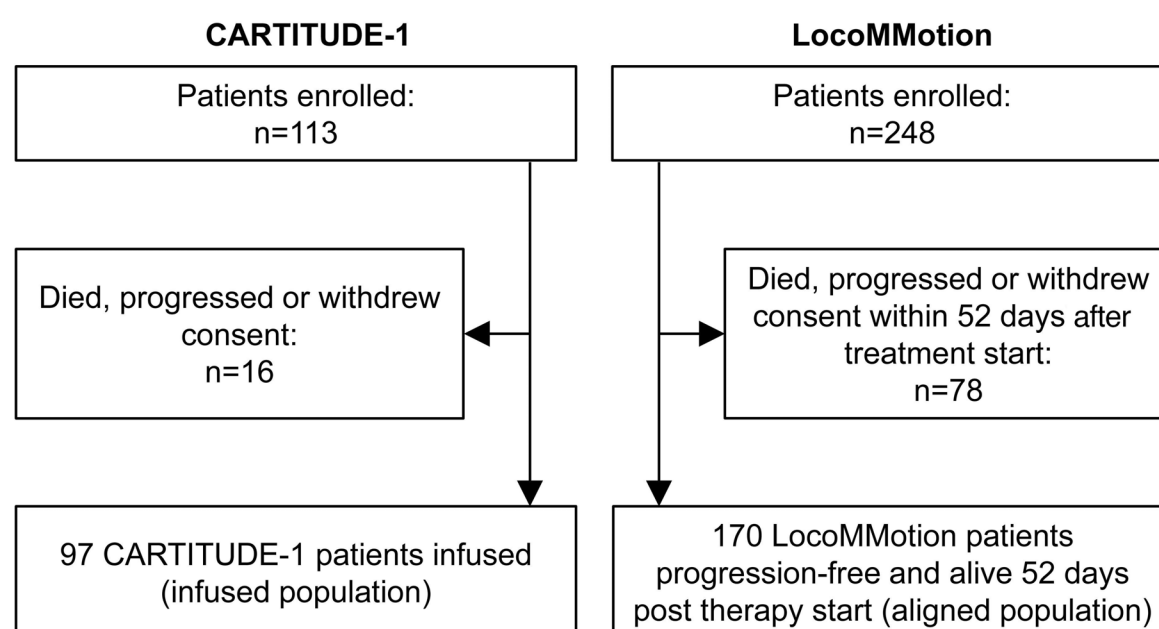 CARTITUDE-1
Patients enrolled:
n=113
Died, progressed or withdrew
consent:
n=16
97 CARTITUDE-1 patients infused
(infused population)
LocoMMotion
Patients enrolled:
n=248
Died, progressed or withdrew
consent within 52 days after
treatment start:
n=78
170 LocoMMotion patients
progression-free and alive 52 days
post therapy start (aligned population)